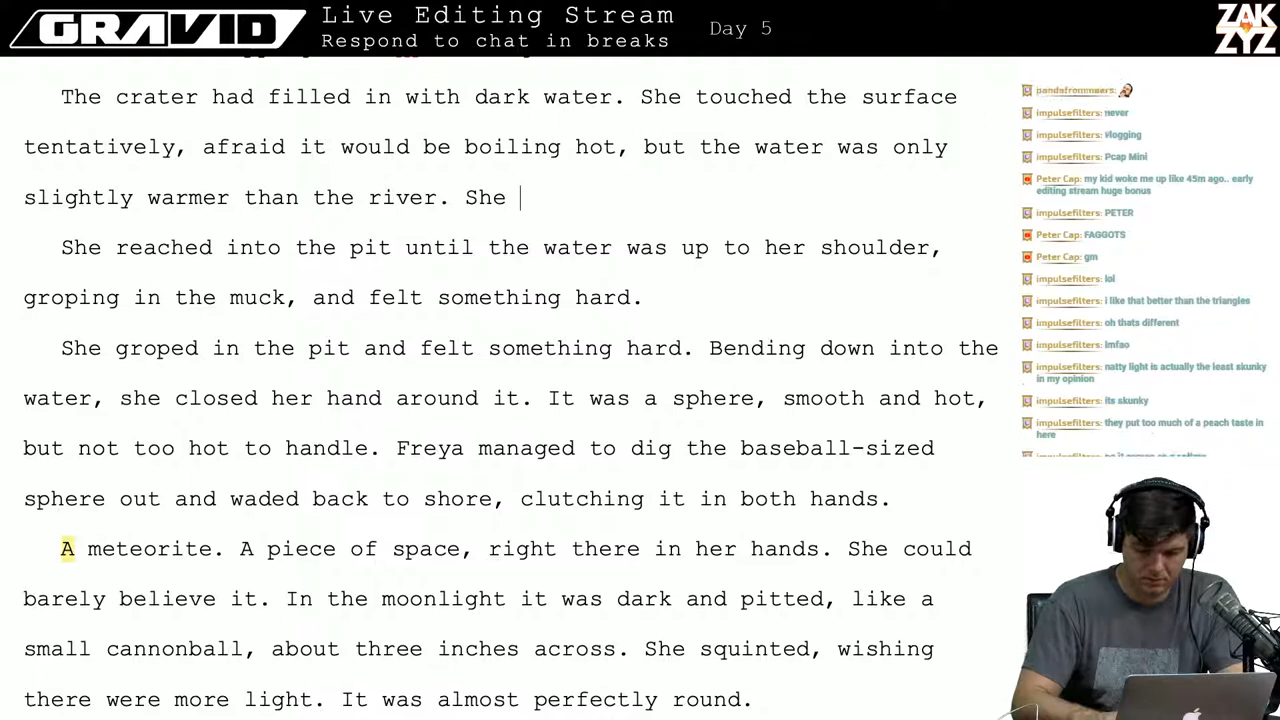 GRAVID
Live Editing Stream
Respond to chat in breaks
Day 5
ZAK
ZYZ
The crater had filled in with dark water. She touched the surface
tentatively, afraid it would be boiling hot, but the water was only
slightly warmer than the river. She
She reached into the pit until the water was up to her shoulder,
groping in the muck, and felt something hard.
She groped in the pit and felt something hard. Bending down into the
water, she closed her hand around it. It was a sphere, smooth and hot,
but not too hot to handle. Freya managed to dig the baseball-sized
sphere out and waded back to shore, clutching it in both hands.
A meteorite. A piece of space, right there in her hands. She could
barely believe it. In the moonlight it was dark and pitted, like a
small cannonball, about three inches across. She squinted, wishing
there were more light. It was almost perfectly round.
pandafrommars:
impulsefilters: never
impulsefilters: vlogging
impulsefilters: Pcap Mini
Peter Cap: my kid woke me up like 45m ago.. early
editing stream huge bonus
impulsefilters: PETER
Peter Cap: FAGGOTS
Peter Cap: gm
impulsefilters: lol
impulsefilters: i like that better than the triangles
impulsefilters: oh thats different
impulsefilters: lmfao
impulsefilters: natty light is actually the least skunky
in my opinion
impulsefilters: its skunky
impulsefilters: they put too much of a peach taste in
here